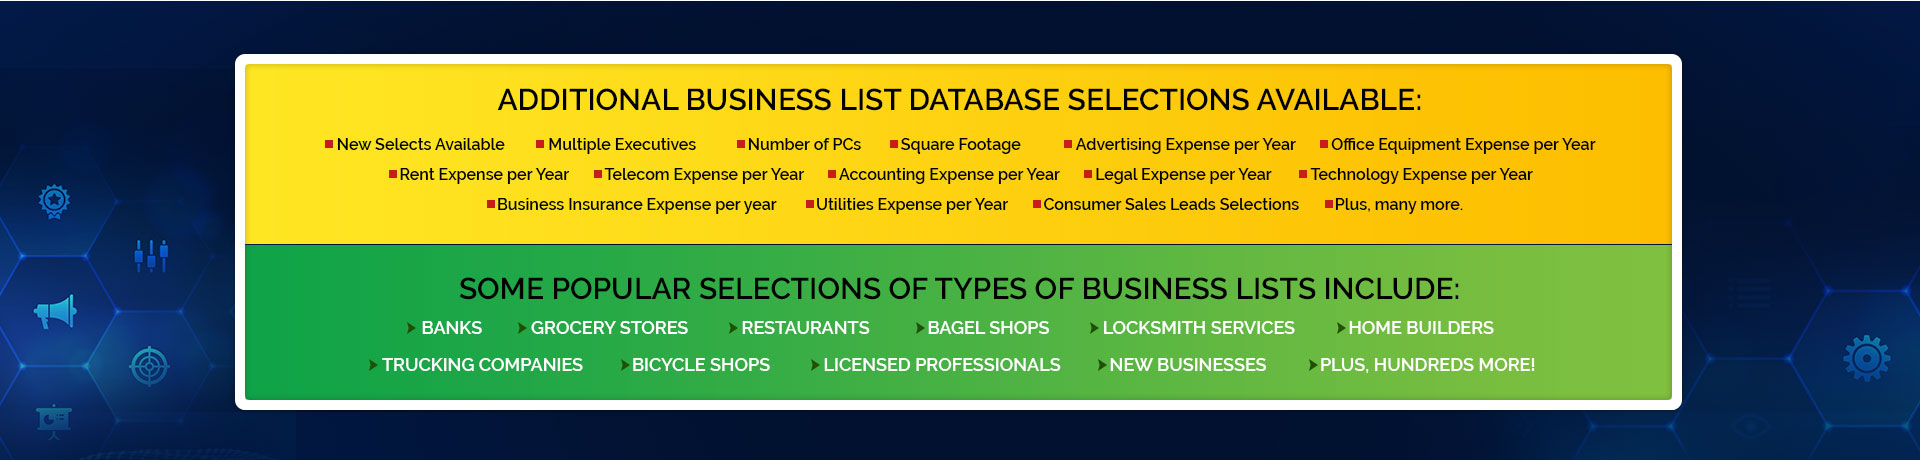 ADDITIONAL BUSINESS LIST DATABASE SELECTIONS AVAILABLE:
New Selects Available Multiple Executives Number of PCs Square Footage Advertising Expense per Year Office Equipment Expense per Year
Rent Expense per Year Telecom Expense per Year Accounting Expense per Year Legal Expense per Year Technology Expense per Year
Business Insurance Expense per year Utilities Expense per Year Consumer Sales Leads Selections Plus, many more.
SOME POPULAR SELECTIONS OF TYPES OF BUSINESS LISTS INCLUDE:
BANKS GROCERY STORES RESTAURANTS BAGEL SHOPS LOCKSMITH SERVICES HOME BUILDERS
TRUCKING COMPANIES BICYCLE SHOPS LICENSED PROFESSIONALS NEW BUSINESSES PLUS, HUNDREDS MORE!